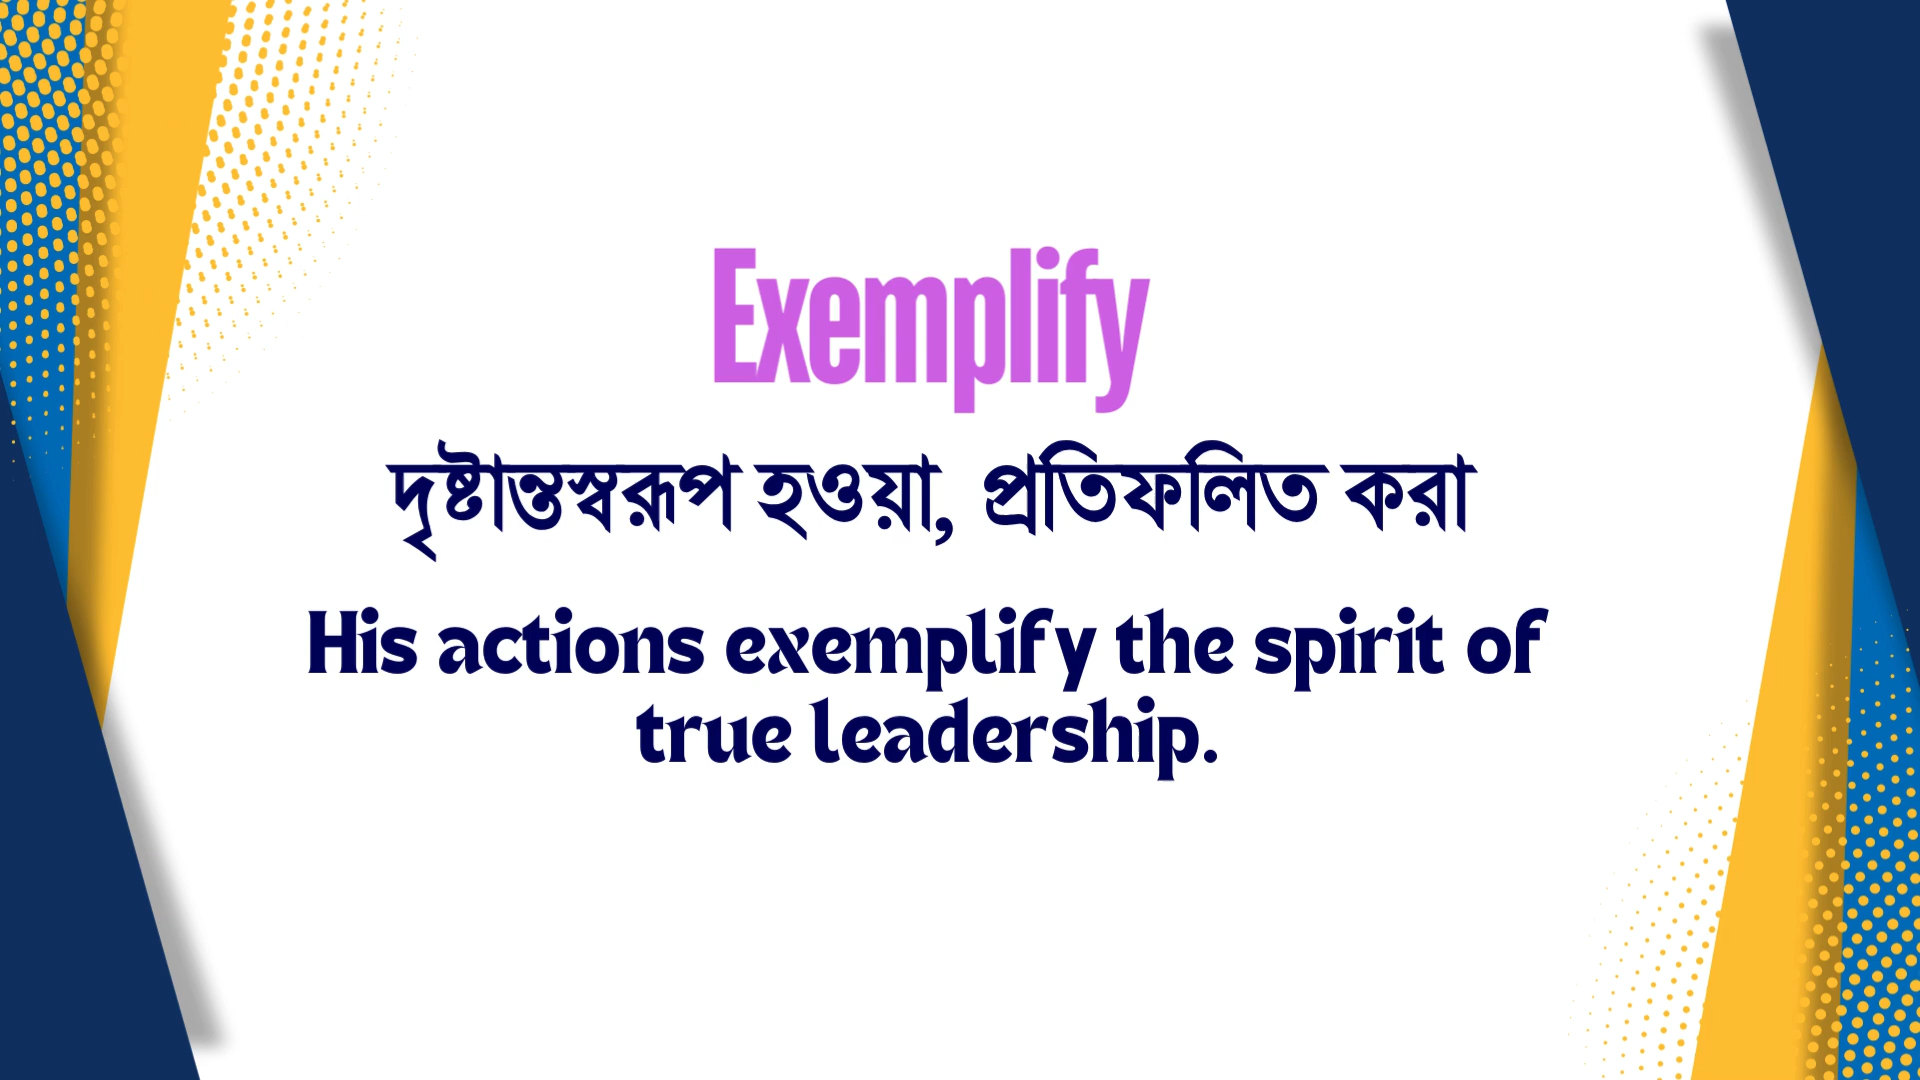 Exemplify
দৃষ্টান্তস্বরূপ হওয়া, প্রতিফলিত করা
His actions exemplify the spirit of
true leadership.